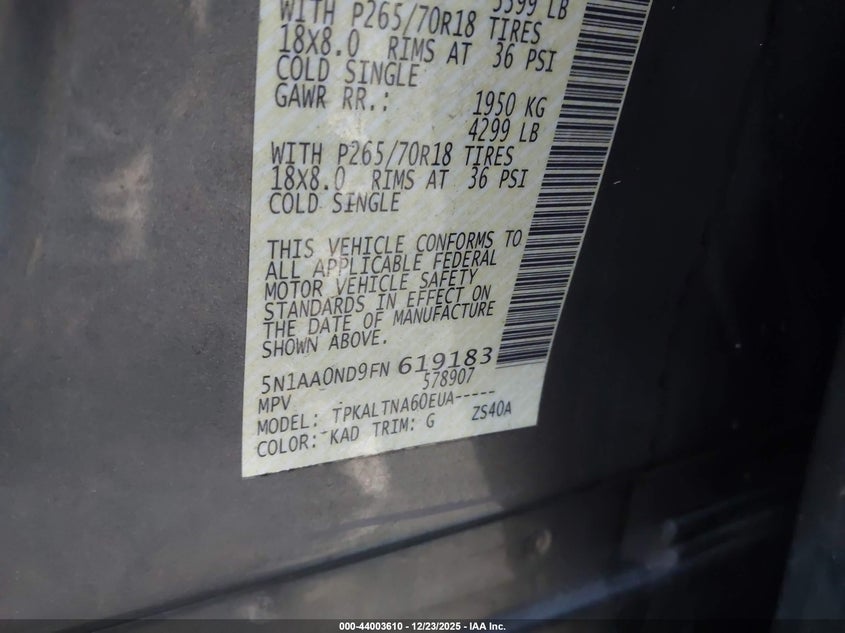 5599 LB
WITH P265/70R18 TIRES
18X8.0 RIMS AT 36 PSI
COLD SINGLE
GAWR RR.: 1950 KG
4299 LB
WITH P265/70R18 TIRES
18X8.0 RIMS AT 36 PSI
COLD SINGLE
THIS VEHICLE CONFORMS TO
ALL APPLICABLE FEDERAL
MOTOR VEHICLE SAFETY
STANDARDS IN EFFECT ON
THE DATE OF MANUFACTURE
SHOWN ABOVE.
5N1AA0ND9FN 619183
MPV 578907
MODEL: TPKALTNA60EUA-----
COLOR: KAD TRIM: G ZS40A
000-44003610 - 12/23/2025 - IAA Inc.